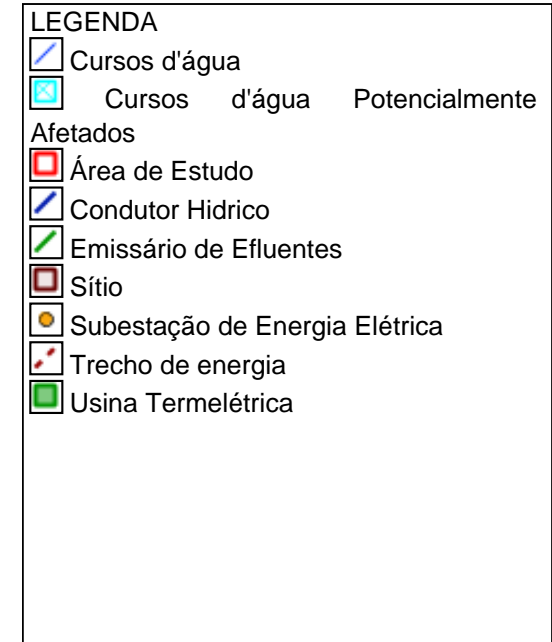 LEGENDA
Cursos d'água
Cursos d'água Potencialmente
Afetados
Área de Estudo
Condutor Hidrico
Emissário de Efluentes
Sítio
Subestação de Energia Elétrica
Trecho de energia
Usina Termelétrica